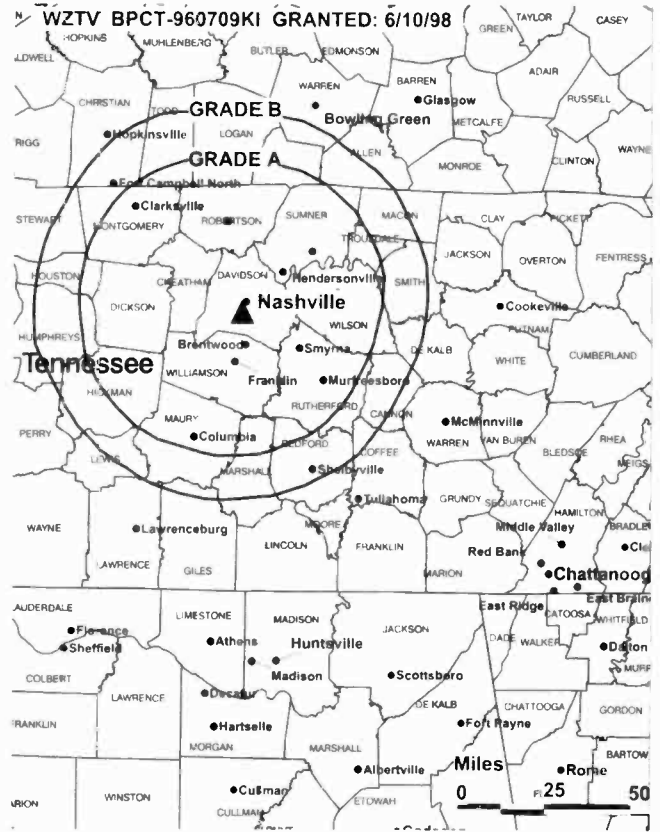 WZTV BPCT-960709KI GRANTED: 6/10/98
HOPKINS
MUHLENBERG
BUTLER
EDMONSON
GREEN
TAYLOR
CASEY
WARREN
BARREN
ADAIR
CHRISTIAN
TODD
GRADE B
Glasgow
RUSSELL
Bowling Green
METCALFE
Hopkinsville
LOGAN
ALLEN
GRADE A
MONROE
CLINTON
WAYNE
Fort Campbell North
Clarksville
STEWART
MONTGOMERY
ROBERTSON
SUMNER
MACON
CLAY
PICKETT
TROUSDALE
JACKSON
OVERTON
FENTRESS
HOUSTON
CHEATHAM
DAVIDSON
Hendersonville
SMITH
DICKSON
Nashville
Cookeville
WILSON
PUTNAM
HUMPHREYS
Brentwood
Smyrna
DE KALB
WHITE
CUMBERLAND
Tennessee
WILLIAMSON
Franklin
Murfreesboro
HICKMAN
RUTHERFORD
CANNON
MAURY
McMinnville
PERRY
Columbia
BEDFORD
COFFEE
WARREN
VAN BUREN
RHEA
BLEDSOE
LEWIS
MARSHALL
Shelbyville
MEIGS
Tullahoma
GRUNDY
SEQUATCHIE
HAMILTON
WAYNE
Lawrenceburg
MOORE
Middle Valley
BRADLE
LINCOLN
FRANKLIN
Red Bank
Cle
LAWRENCE
GILES
MARION
Chattanoog
East Brain
LIMESTONE
MADISON
JACKSON
East Ridge
CATOOSA
WHITFIELD
AUDERDALE
Florence
Sheffield
Athens
Huntsville
DADE
WALKER
Dalton
COLBERT
Madison
Scottsboro
MURR
LAWRENCE
Decatur
DE KALB
CHATTOOGA
GORDON
FRANKLIN
Hartselle
Fort Payne
MORGAN
MARSHALL
BARTOW
Albertville
Miles
Rome
WINSTON
Cullman
0 25 50
CULLMAN
ETOWAH